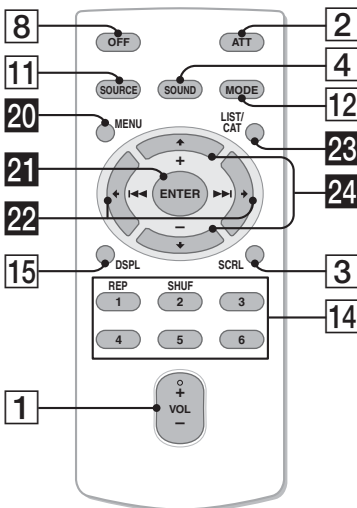 8
2
OFF
ATT
11
4
SOURCE
SOUND
MODE
12
20
MENU
LIST/
CAT
23
+
21
ENTER
24
22
−
15
DSPL
SCRL
3
REP
SHUF
1
2
3
14
4
5
6
1
+
VOL
−